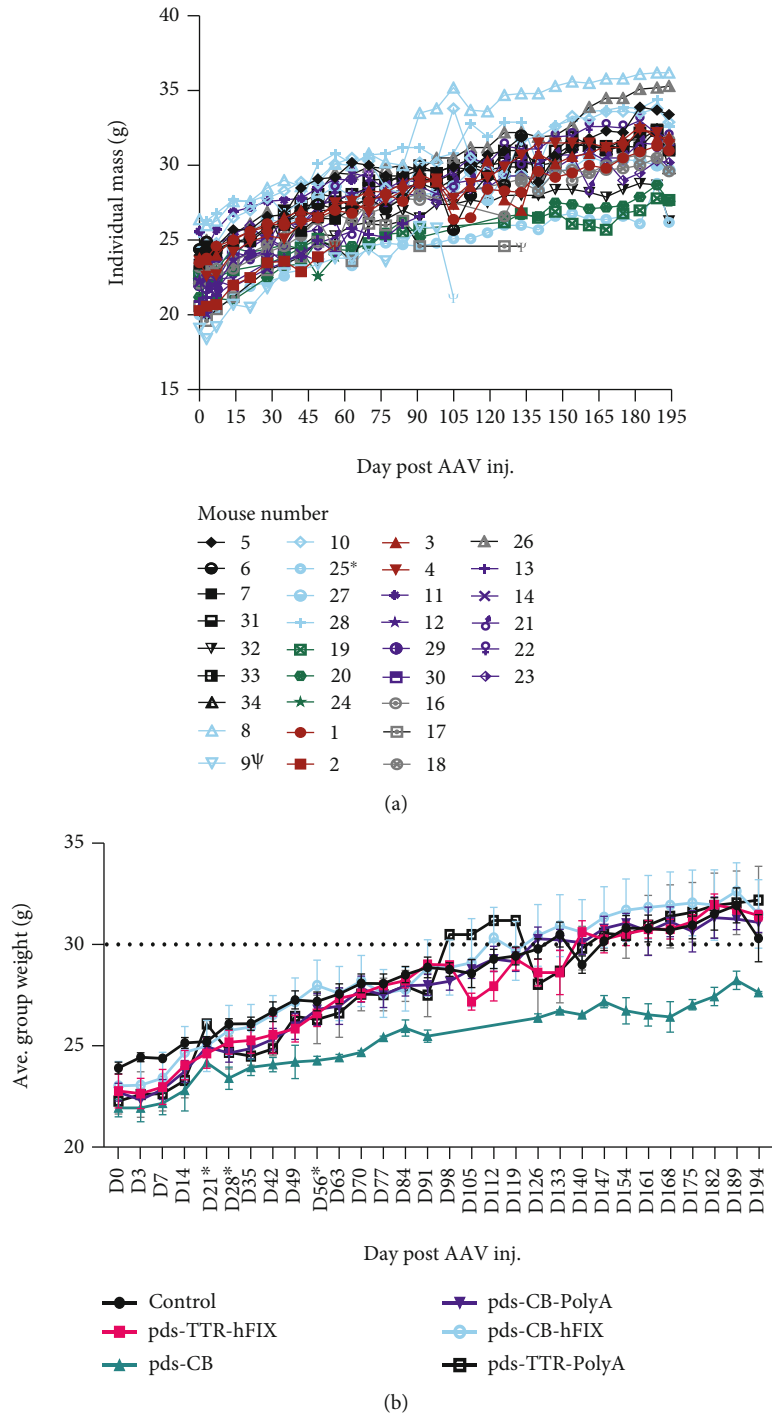 40
35
30
25
20
15
Individual mass (g)
0 15 30 45 60 75 90 105 120 135 150 165 180 195
Day post AAV inj.
Mouse number
5 10 3 26
6 25* 4 13
7 27 11 14
31 28 12 21
32 19 29 22
33 20 30 23
34 24 16
8 1 17
9Ψ 2 18
(a)
35
30
25
20
Ave. group weight (g)
D0 D3 D7 D14 D21* D28* D35 D42 D49 D56* D63 D70 D77 D84 D91 D98 D105 D112 D119 D126 D133 D140 D147 D154 D161 D168 D175 D182 D189 D194
Day post AAV inj.
Control pds-CB-PolyA
pds-TTR-hFIX pds-CB-hFIX
pds-CB pds-TTR-PolyA
(b)